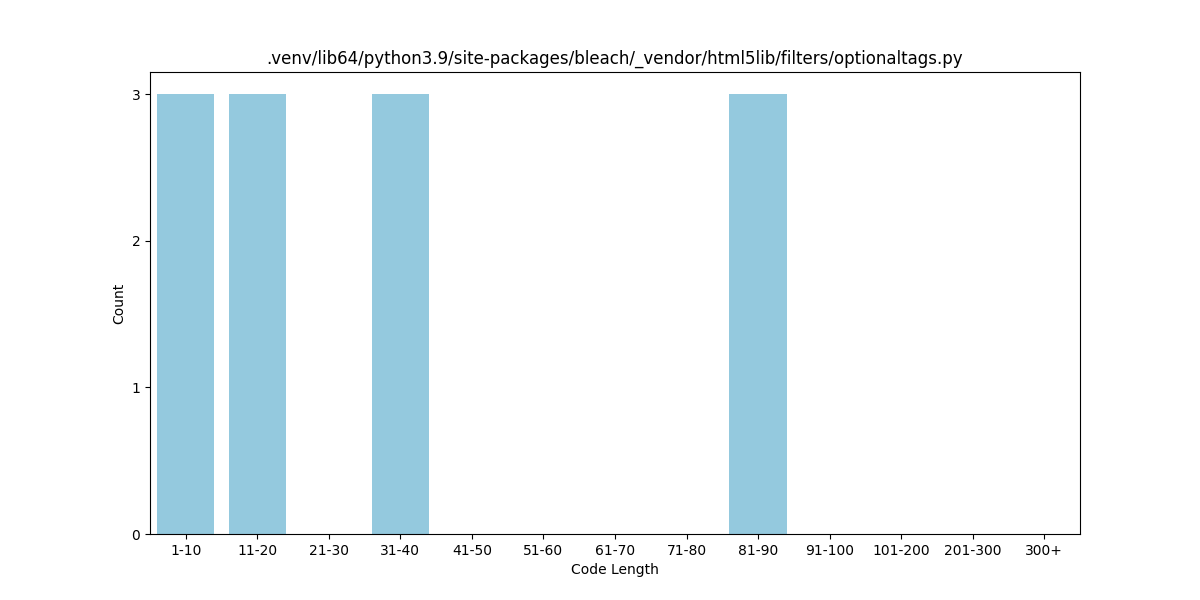 .venv/lib64/python3.9/site-packages/bleach/_vendor/html5lib/filters/optionaltags.py
3
2
1
0
Count
1-10 11-20 21-30 31-40 41-50 51-60 61-70 71-80 81-90 91-100 101-200 201-300 300+
Code Length